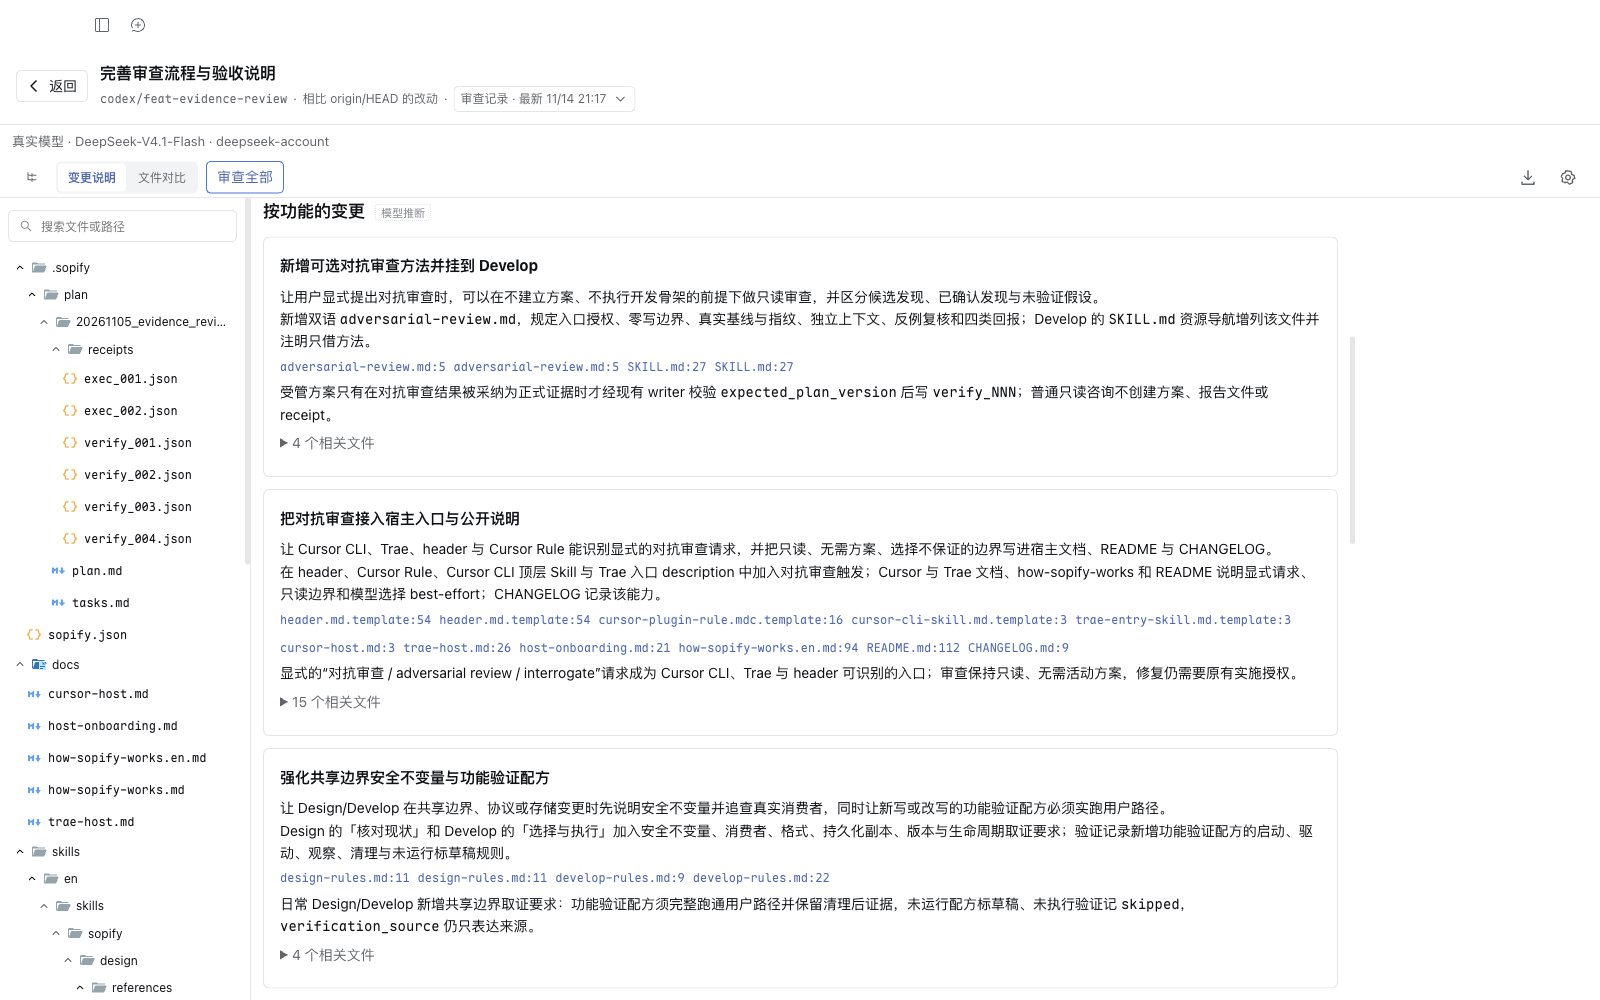 返回
完善审查流程与验收说明
codex/feat-evidence-review · 相比 origin/HEAD 的改动 · 审查记录 · 最新 11/14 21:17
真实模型 · DeepSeek-V4.1-Flash · deepseek-account
变更说明 文件对比 审查全部
搜索文件或路径
.sopify
plan
20261105_evidence_revi...
receipts
exec_001.json
exec_002.json
verify_001.json
verify_002.json
verify_003.json
verify_004.json
plan.md
tasks.md
sopify.json
docs
cursor-host.md
host-onboarding.md
how-sopify-works.en.md
how-sopify-works.md
trae-host.md
skills
en
skills
sopify
design
references
按功能的变更 模型推断
新增可选对抗审查方法并挂到 Develop
让用户显式提出对抗审查时，可以在不建立方案、不执行开发骨架的前提下做只读审查，并区分候选发现、已确认发现与未验证假设。
新增双语 adversarial-review.md，规定入口授权、零写边界、真实基线与指纹、独立上下文、反例复核和四类回报；Develop 的 SKILL.md 资源导航增列该文件并
注明只借方法。
adversarial-review.md:5 adversarial-review.md:5 SKILL.md:27 SKILL.md:27
受管方案只有在对抗审查结果被采纳为正式证据时才经现有 writer 校验 expected_plan_version 后写 verify_NNN；普通只读咨询不创建方案、报告文件或
receipt。
4 个相关文件
把对抗审查接入宿主入口与公开说明
让 Cursor CLI、Trae、header 与 Cursor Rule 能识别显式的对抗审查请求，并把只读、无需方案、选择不保证的边界写进宿主文档、README 与 CHANGELOG。
在 header、Cursor Rule、Cursor CLI 顶层 Skill 与 Trae 入口 description 中加入对抗审查触发；Cursor 与 Trae 文档、how-sopify-works 和 README 说明显式请求、
只读边界和模型选择 best-effort；CHANGELOG 记录该能力。
header.md.template:54 header.md.template:54 cursor-plugin-rule.mdc.template:16 cursor-cli-skill.md.template:3 trae-entry-skill.md.template:3
cursor-host.md:3 trae-host.md:26 host-onboarding.md:21 how-sopify-works.en.md:94 README.md:112 CHANGELOG.md:9
显式的“对抗审查 / adversarial review / interrogate”请求成为 Cursor CLI、Trae 与 header 可识别的入口；审查保持只读、无需活动方案，修复仍需要原有实施授权。
15 个相关文件
强化共享边界安全不变量与功能验证配方
让 Design/Develop 在共享边界、协议或存储变更时先说明安全不变量并追查真实消费者，同时让新写或改写的功能验证配方必须实跑用户路径。
Design 的「核对现状」和 Develop 的「选择与执行」加入安全不变量、消费者、格式、持久化副本、版本与生命周期取证要求；验证记录新增功能验证配方的启动、驱
动、观察、清理与未运行标草稿规则。
design-rules.md:11 design-rules.md:11 develop-rules.md:9 develop-rules.md:22
日常 Design/Develop 新增共享边界取证要求：功能验证配方须完整跑通用户路径并保留清理后证据，未运行配方标草稿、未执行验证记 skipped，
verification_source 仍只表达来源。
4 个相关文件